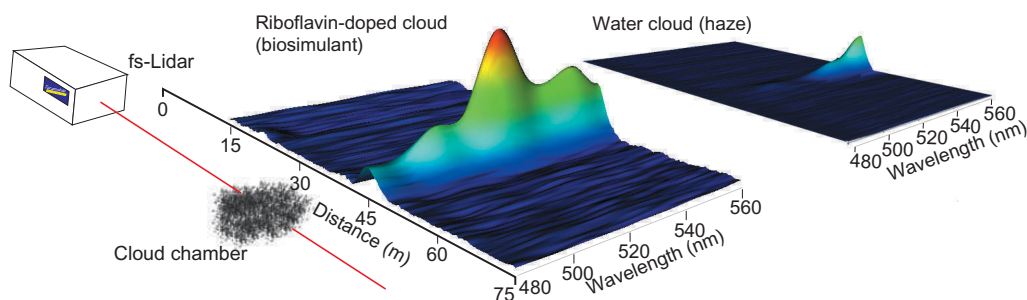 Riboflavin-doped cloud
(biosimulant)
Water cloud (haze)
fs-Lidar
0
15
30
45
60
75
Distance (m)
Cloud chamber
480
500
520
540
560
Wavelength (nm)
480
500
520
540
560
Wavelength (nm)